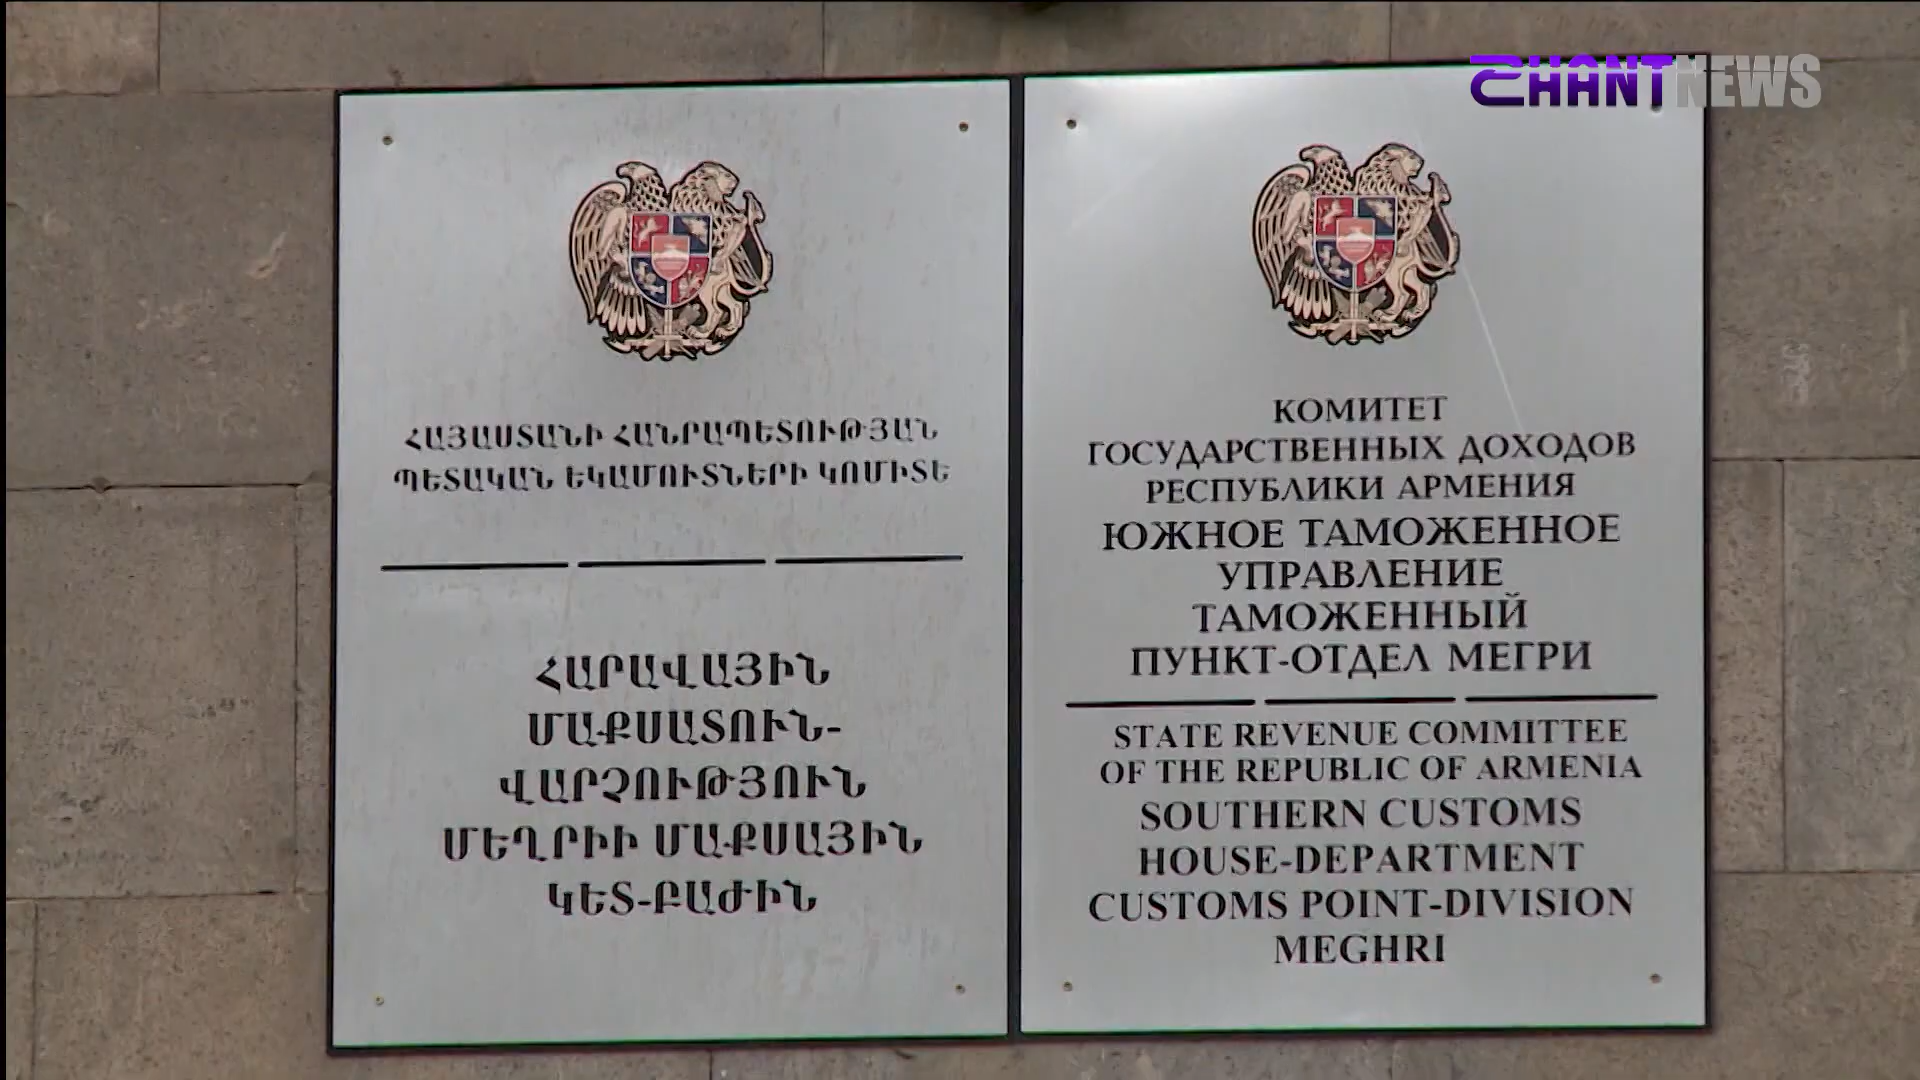 SHANTNEWS
ՀԱՅԱՍՏԱՆԻ ՀԱՆՐԱՊԵՏՈՒԹՅԱՆ
ՊԵՏԱԿԱՆ ԵԿԱՄՈՒՏՆԵՐԻ ԿՈՄԻՏԵ
ՀԱՐԱՎԱՅԻՆ
ՄԱՔՍԱՏՈՒՆ-
ՎԱՐՉՈՒԹՅՈՒՆ
ՄԵՂՐԻԻ ՄԱՔՍԱՅԻՆ
ԿԵՏ-ԲԱԺԻՆ
КОМИТЕТ
ГОСУДАРСТВЕННЫХ ДОХОДОВ
РЕСПУБЛИКИ АРМЕНИЯ
ЮЖНОЕ ТАМОЖЕННОЕ
УПРАВЛЕНИЕ
ТАМОЖЕННЫЙ
ПУНКТ-ОТДЕЛ МЕГРИ
STATE REVENUE COMMITTEE
OF THE REPUBLIC OF ARMENIA
SOUTHERN CUSTOMS
HOUSE-DEPARTMENT
CUSTOMS POINT-DIVISION
MEGHRI